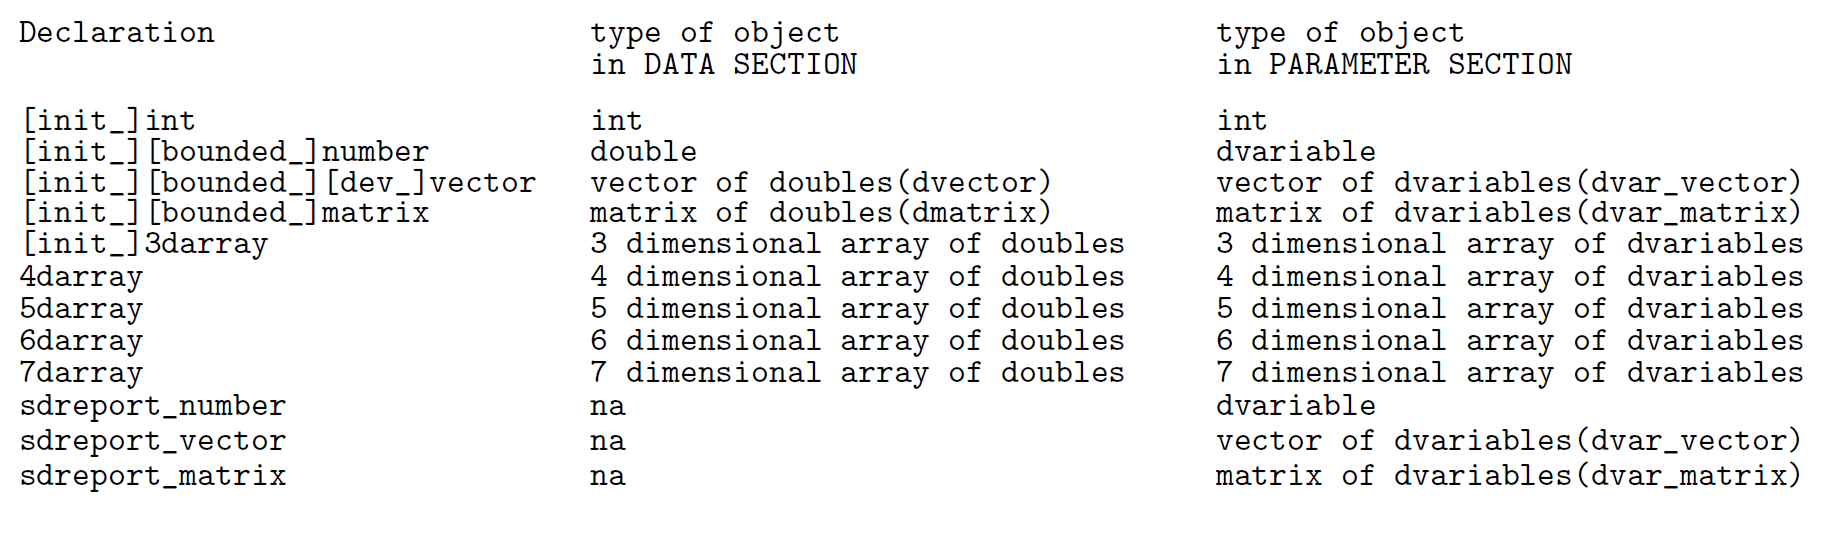 Declaration type of object type of object
in DATA SECTION in PARAMETER SECTION
[init_]int int int
[init_][bounded_]number double dvariable
[init_][bounded_][dev_]vector vector of doubles(dvector) vector of dvariables(dvar_vector)
[init_][bounded_]matrix matrix of doubles(dmatrix) matrix of dvariables(dvar_matrix)
[init_]3darray 3 dimensional array of doubles 3 dimensional array of dvariables
4darray 4 dimensional array of doubles 4 dimensional array of dvariables
5darray 5 dimensional array of doubles 5 dimensional array of dvariables
6darray 6 dimensional array of doubles 6 dimensional array of dvariables
7darray 7 dimensional array of doubles 7 dimensional array of dvariables
sdreport_number na dvariable
sdreport_vector na vector of dvariables(dvar_vector)
sdreport_matrix na matrix of dvariables(dvar_matrix)